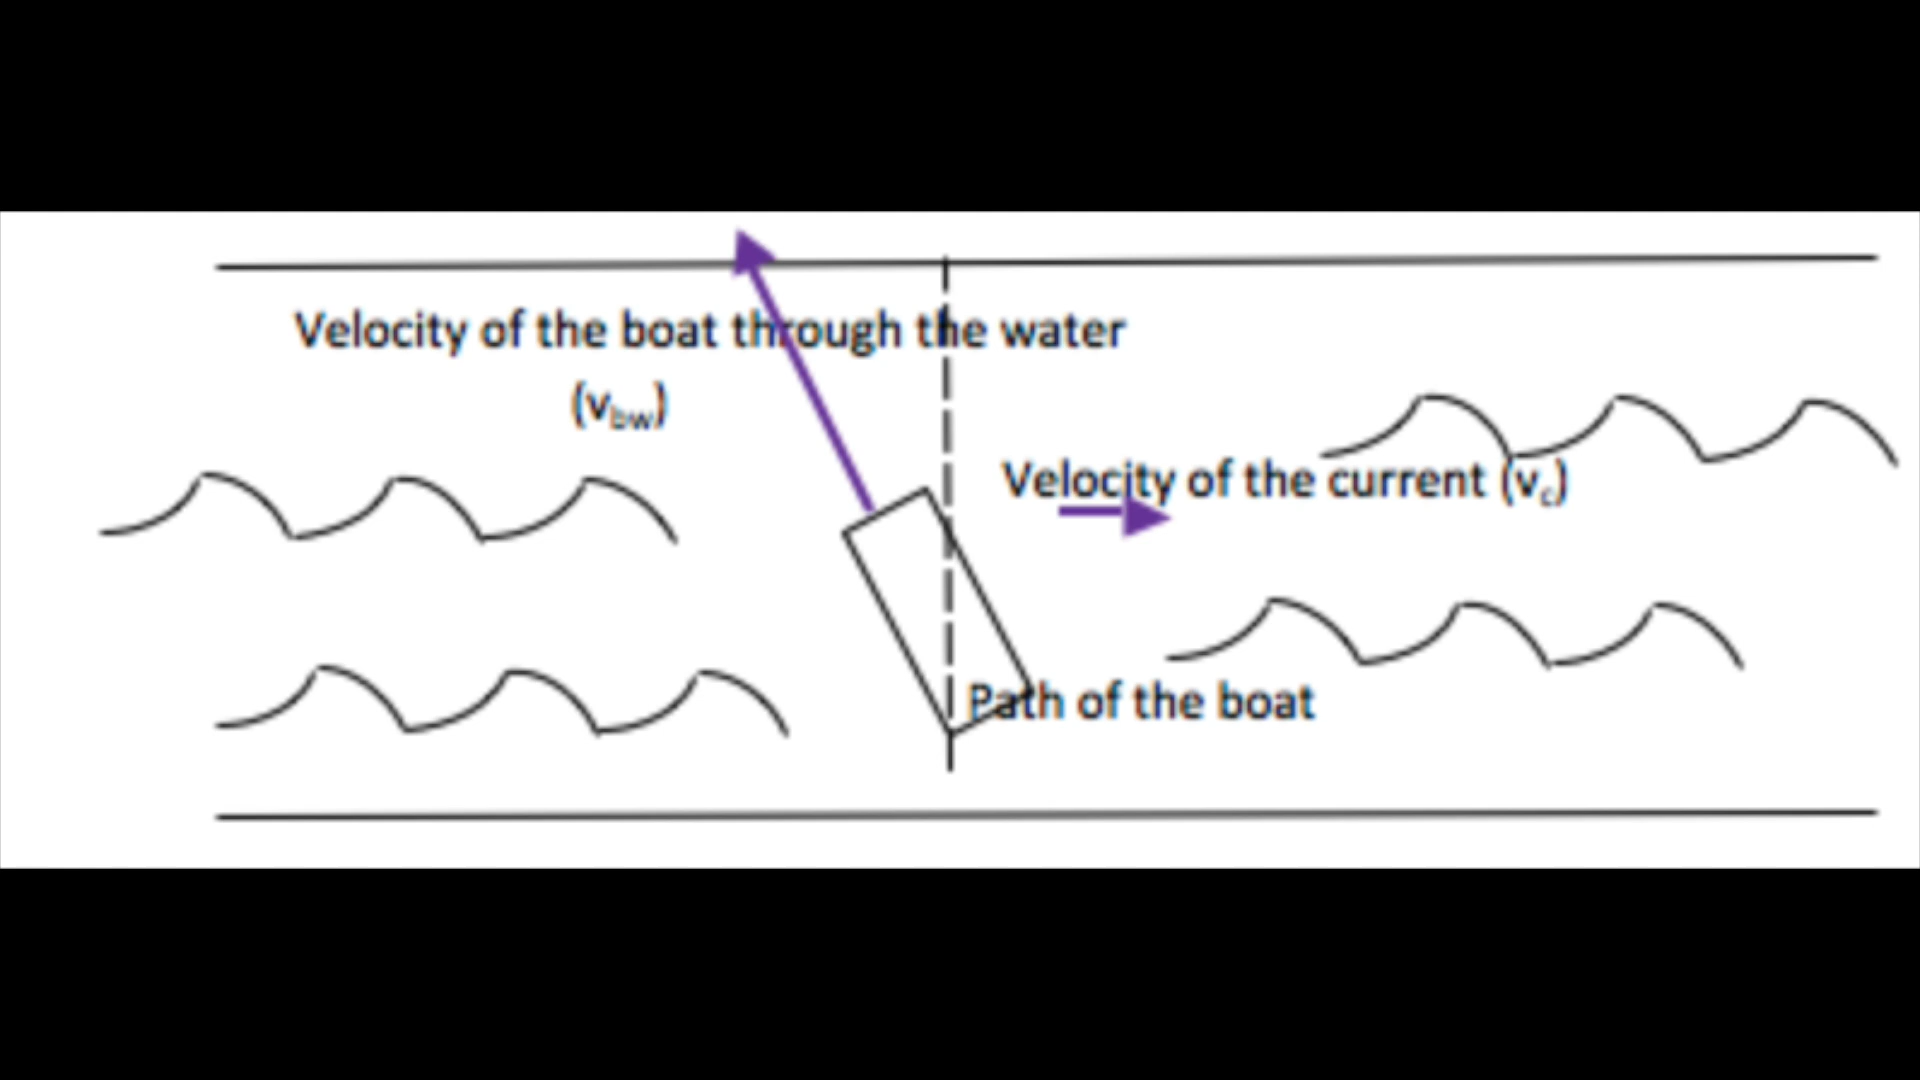 Velocity of the boat through the water
(vbw)
Velocity of the current (vc)
Path of the boat